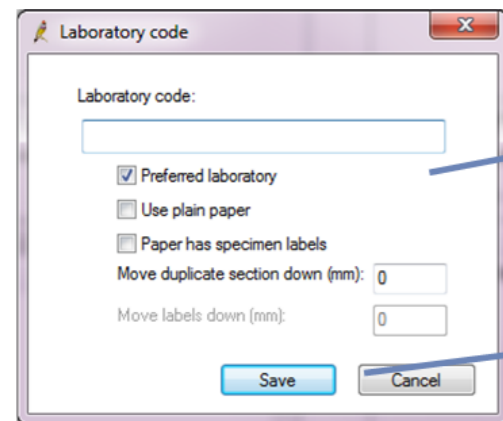 Laboratory code
Laboratory code:
Preferred laboratory
Use plain paper
Paper has specimen labels
Move duplicate section down (mm): 0
Move labels down (mm): 0
Save Cancel